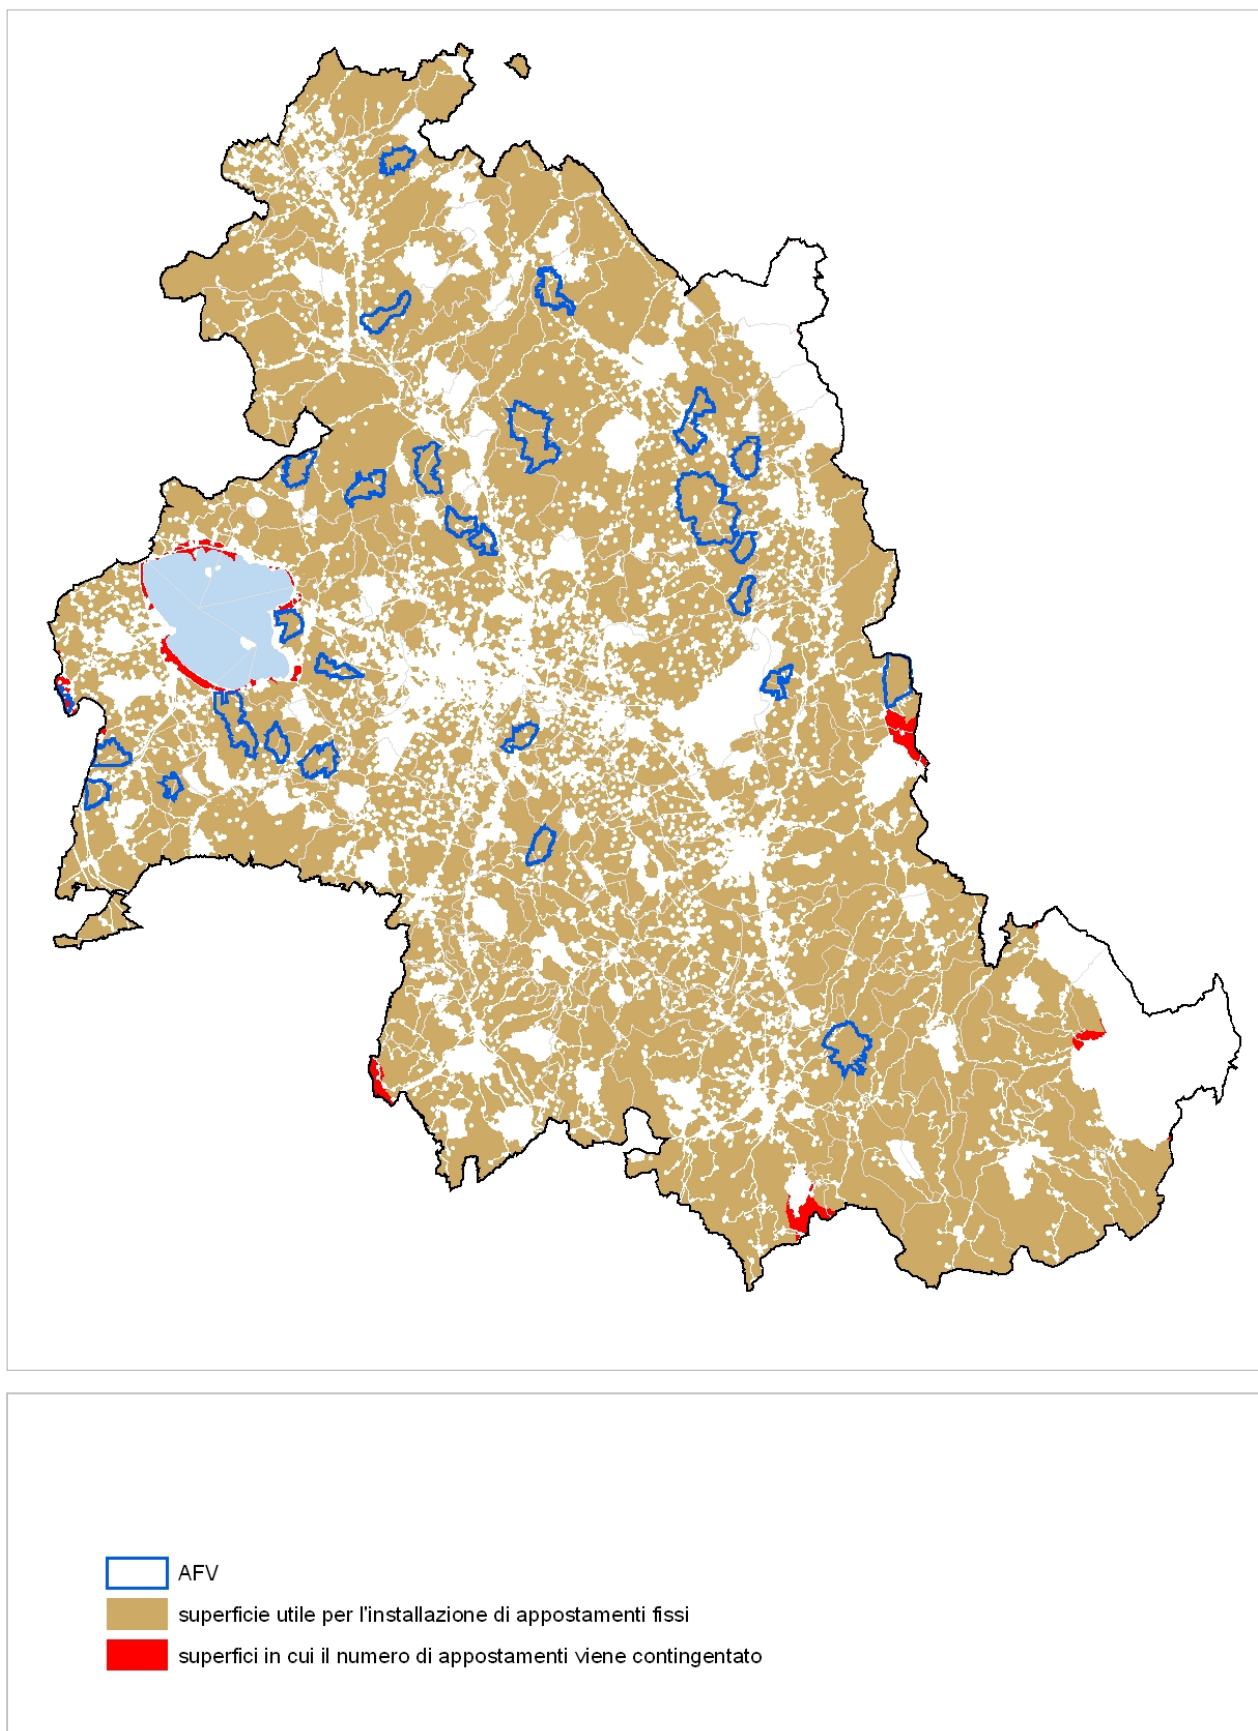 AFV
superficie utile per l'installazione di appostamenti fissi
superfici in cui il numero di appostamenti viene contingentato